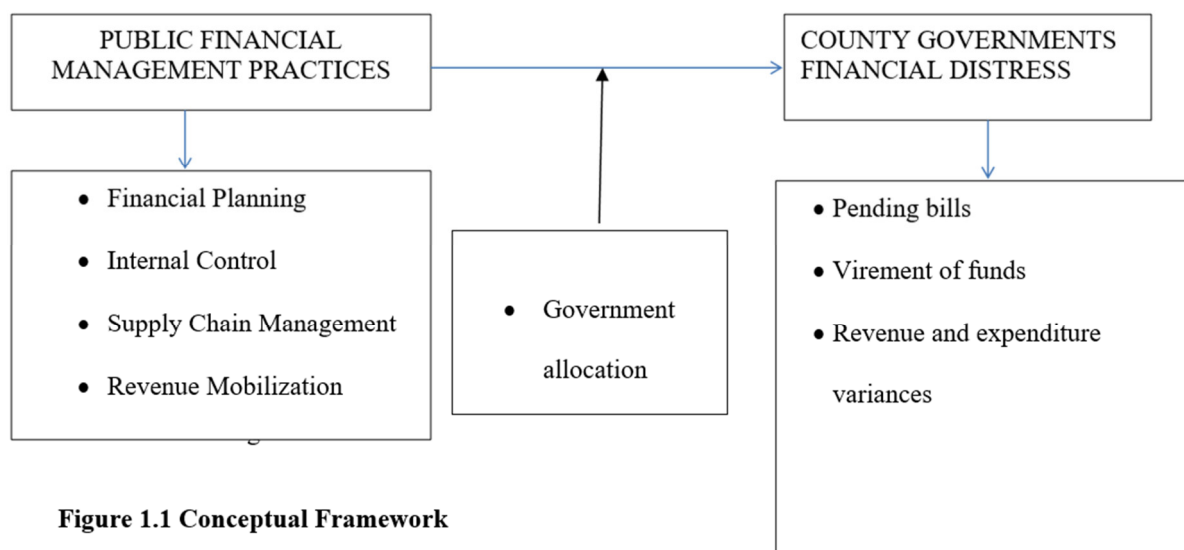 PUBLIC FINANCIAL
MANAGEMENT PRACTICES
COUNTY GOVERNMENTS
FINANCIAL DISTRESS
• Financial Planning
• Internal Control
• Supply Chain Management
• Revenue Mobilization
• Government
allocation
• Pending bills
• Virement of funds
• Revenue and expenditure
variances
Figure 1.1 Conceptual Framework